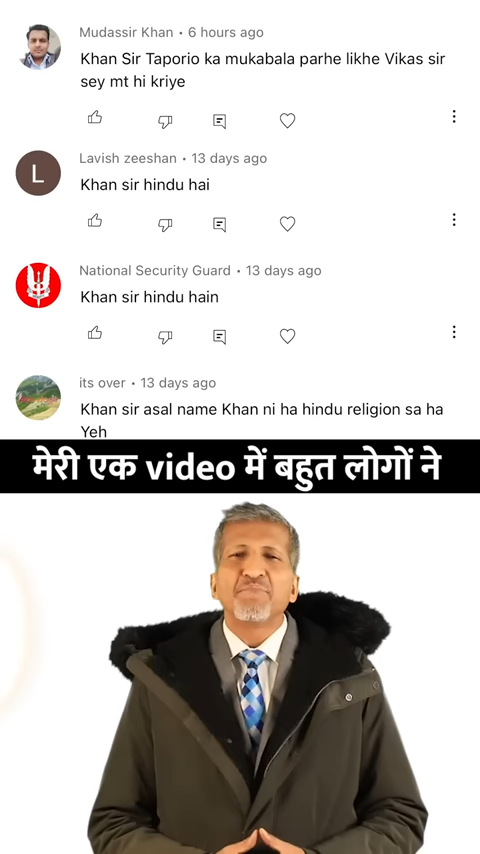 Mudassir Khan • 6 hours ago
Khan Sir Taporio ka mukabala parhe likhe Vikas sir
sey mt hi kriye
L
Lavish zeeshan • 13 days ago
Khan sir hindu hai
National Security Guard • 13 days ago
Khan sir hindu hain
its over • 13 days ago
Khan sir asal name Khan ni ha hindu religion sa ha
Yeh
मेरी एक video में बहुत लोगों ने